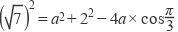 (√7)² = a² + 2² − 4a × cos π/3